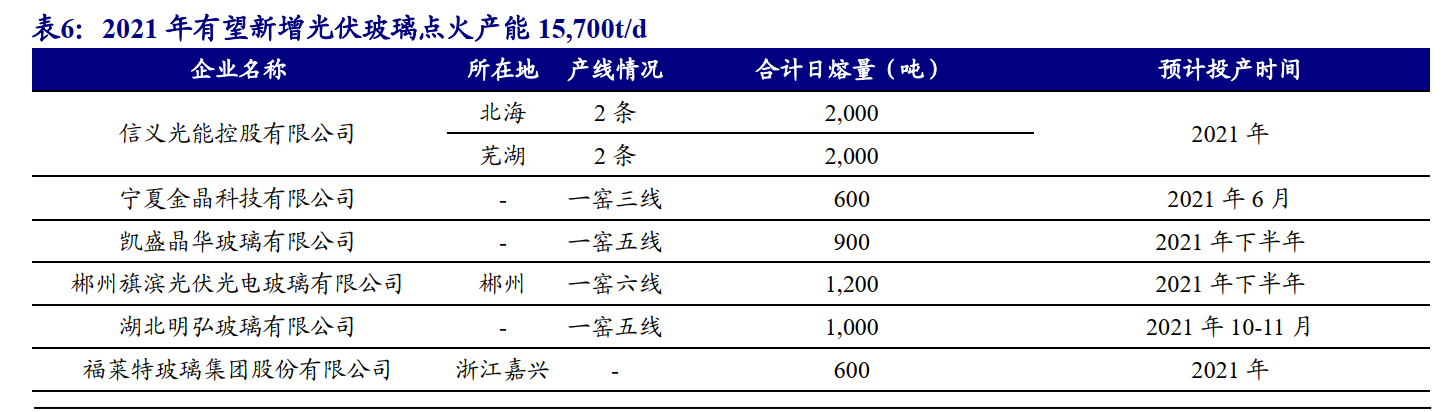 表6： 2021 年有望新增光伏玻璃点火产能 15,700t/d
企业名称 所在地 产线情况 合计日熔量（吨） 预计投产时间
信义光能控股有限公司 北海 2 条 2,000 2021 年
芜湖 2 条 2,000
宁夏金晶科技有限公司 - 一窑三线 600 2021 年 6 月
凯盛晶华玻璃有限公司 - 一窑五线 900 2021 年下半年
郴州旗滨光伏光电玻璃有限公司 郴州 一窑六线 1,200 2021 年下半年
湖北明弘玻璃有限公司 - 一窑五线 1,000 2021 年 10-11 月
福莱特玻璃集团股份有限公司 浙江嘉兴 - 600 2021 年